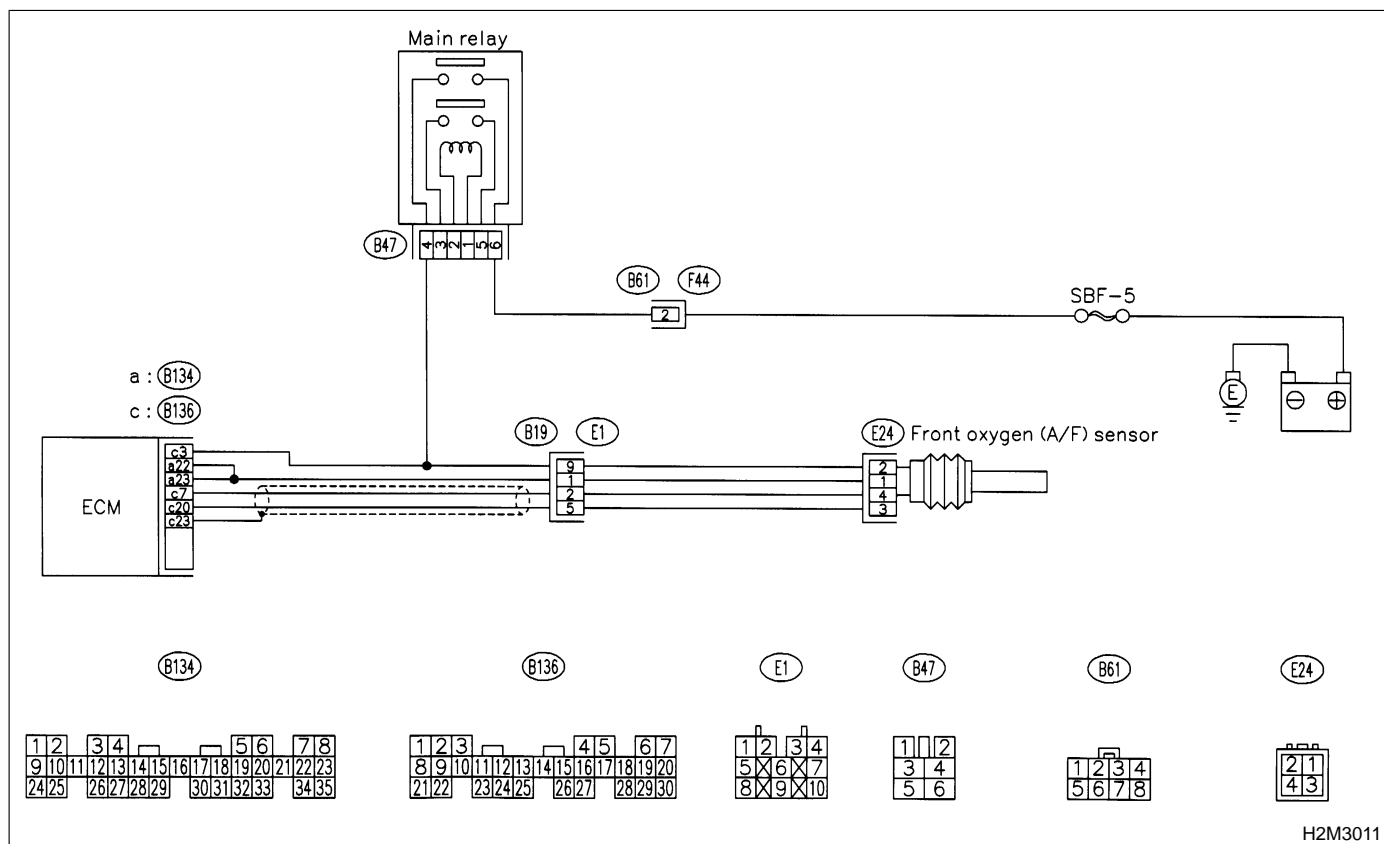 Main relay
B47
4 3 2 1 5 6
B61 F44
2
SBF-5
E
a : B134
c : B136
B19 E1
E24 Front oxygen (A/F) sensor
ECM
c3
a22
a23
c7
c20
c23
9
1
2
5
2
1
4
3
B134
1 2 3 4 5 6 7 8
9 10 11 12 13 14 15 16 17 18 19 20 21 22 23
24 25 26 27 28 29 30 31 32 33 34 35
B136
1 2 3 4 5 6 7
8 9 10 11 12 13 14 15 16 17 18 19 20
21 22 23 24 25 26 27 28 29 30
E1
1 2 3 4
5 6 7
8 9 10
B47
1 2
3 4
5 6
B61
1 2 3 4
5 6 7 8
E24
2 1
4 3
H2M3011